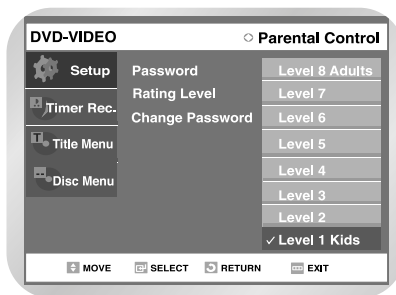 DVD-VIDEO
Parental Control
Setup
Timer Rec.
Title Menu
Disc Menu
Password
Rating Level
Change Password
Level 8 Adults
Level 7
Level 6
Level 5
Level 4
Level 3
Level 2
✓ Level 1 Kids
MOVE SELECT RETURN EXIT